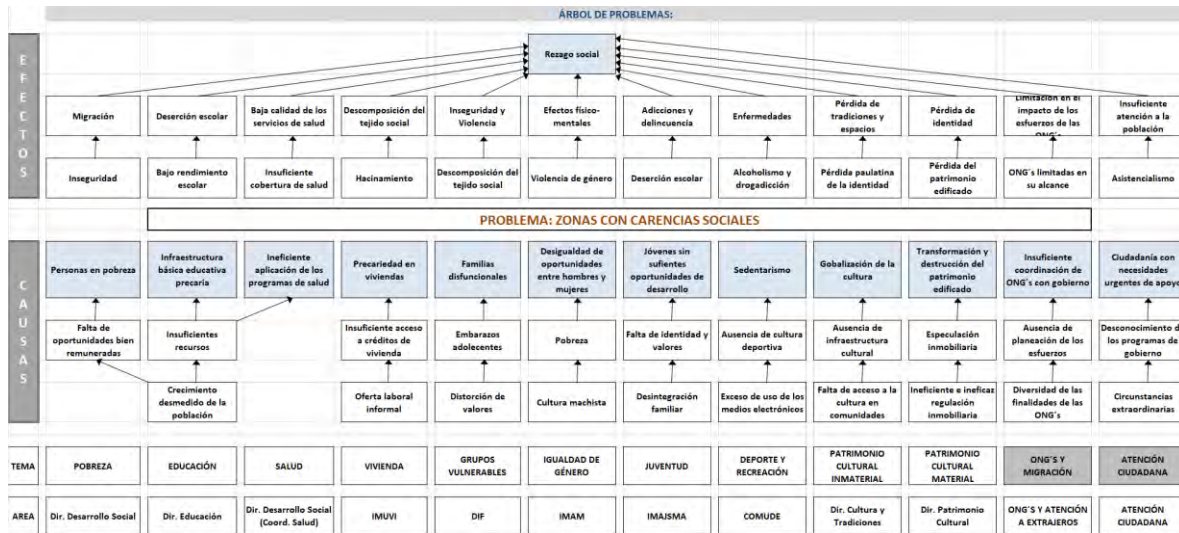 ÁRBOL DE PROBLEMAS:
EFECTOS
Rezago social
Migración
Deserción escolar
Baja calidad de los
servicios de salud
Descomposición del
tejido social
Inseguridad y
Violencia
Efectos físico-
mentales
Adicciones y
delincuencia
Enfermedades
Pérdida de
tradiciones y
espacios
Pérdida de
identidad
Limitación en el
impacto de los
esfuerzos de las
ONG´s
Insuficiente
atención a la
población
Inseguridad
Bajo rendimiento
escolar
Insuficiente
cobertura de salud
Hacinamiento
Descomposición del
tejido social
Violencia de género
Deserción escolar
Alcoholismo y
drogadicción
Pérdida paulatina
de la identidad
Pérdida del
patrimonio
edificado
ONG´s limitadas en
su alcance
Asistencialismo
PROBLEMA: ZONAS CON CARENCIAS SOCIALES
CAUSAS
Personas en pobreza
Infraestructura
básica educativa
precaria
Ineficiente
aplicación de los
programas de salud
Precariedad en
viviendas
Familias
disfuncionales
Desigualdad de
oportunidades
entre hombres y
mujeres
Jóvenes sin
sufientes
oportunidades de
desarrollo
Sedentarismo
Gobalización de la
cultura
Transformación y
destrucción del
patrimonio
edificado
Insuficiente
coordinación de
ONG´s con gobierno
Ciudadanía con
necesidades
urgentes de apoyo
Falta de
oportunidades bien
remuneradas
Insuficientes
recursos
Insuficiente acceso
a créditos de
vivienda
Embarazos
adolecentes
Pobreza
Falta de identidad y
valores
Ausencia de cultura
deportiva
Ausencia de
infraestructura
cultural
Especulación
inmobiliaria
Ausencia de
planeación de los
esfuerzos
Desconocimiento de
los programas de
gobierno
Crecimiento
desmedido de la
población
Oferta laboral
informal
Distorción de
valores
Cultura machista
Desintegración
familiar
Exceso de uso de los
medios electrónicos
Falta de acceso a la
cultura en
comunidades
Ineficiente e ineficaz
regulación
inmobiliaria
Diversidad de las
finalidades de las
ONG´s
Circunstancias
extraordinarias
TEMA
POBREZA
EDUCACIÓN
SALUD
VIVIENDA
GRUPOS
VULNERABLES
IGUALDAD DE
GÉNERO
JUVENTUD
DEPORTE Y
RECREACIÓN
PATRIMONIO
CULTURAL
INMATERIAL
PATRIMONIO
CULTURAL
MATERIAL
ONG´S Y
MIGRACIÓN
ATENCIÓN
CIUDADANA
AREA
Dir. Desarrollo Social
Dir. Educación
Dir. Desarrollo Social
(Coord. Salud)
IMUVI
DIF
IMAM
IMAJSMA
COMUDE
Dir. Cultura y
Tradiciones
Dir. Patrimonio
Cultural
ONG´S Y ATENCIÓN
A EXTRAJEROS
ATENCIÓN
CIUDADANA